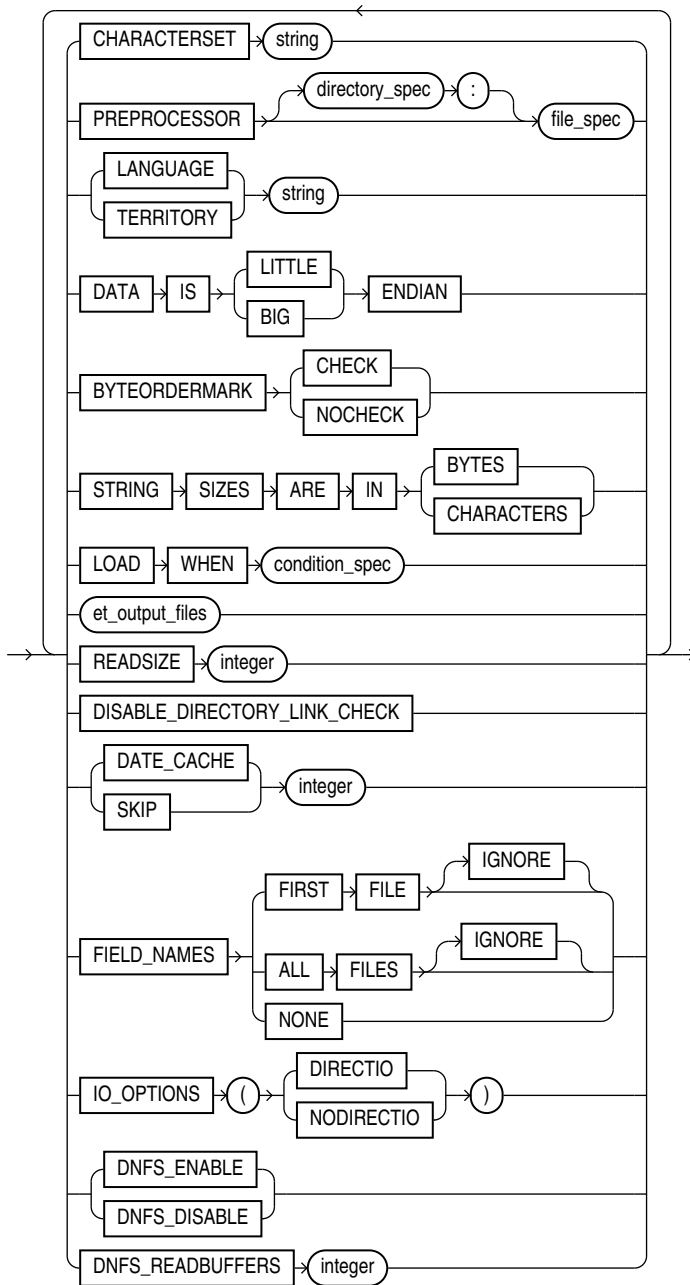 CHARACTERSET string
directory_spec :
PREPROCESSOR file_spec
LANGUAGE
string
TERRITORY
LITTLE
DATA IS ENDIAN
BIG
CHECK
BYTEORDERMARK
NOCHECK
BYTES
STRING SIZES ARE IN
CHARACTERS
LOAD WHEN condition_spec
et_output_files
READSIZE integer
DISABLE_DIRECTORY_LINK_CHECK
DATE_CACHE
integer
SKIP
IGNORE
FIRST FILE
IGNORE
FIELD_NAMES
ALL FILES
NONE
DIRECTIO
IO_OPTIONS ( )
NODIRECTIO
DNFS_ENABLE
DNFS_DISABLE
DNFS_READBUFFERS integer